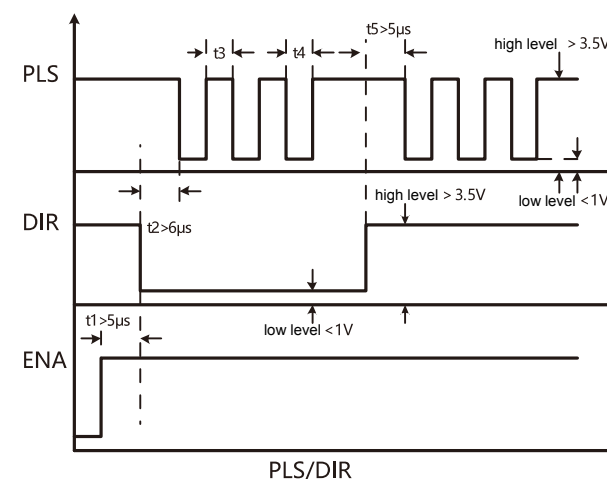 t5>5μs
high level > 3.5V
t3
t4
PLS
low level <1V
high level > 3.5V
DIR
t2>6μs
t1>5μs
low level <1V
ENA
PLS/DIR